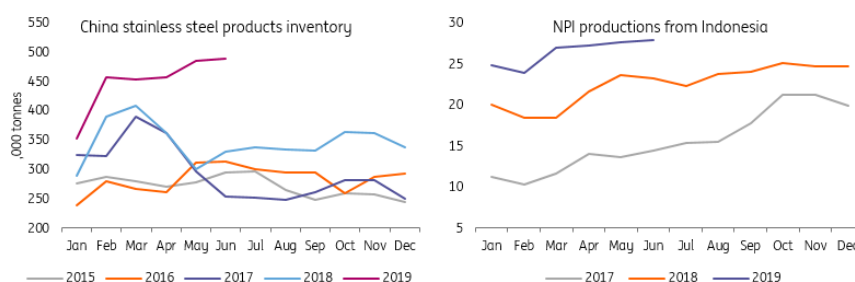 China stainless steel products inventory
,000 tonnes
550
500
450
400
350
300
250
200
Jan Feb Mar Apr May Jun Jul Aug Sep Oct Nov Dec
2015 2016 2017 2018 2019
NPI productions from Indonesia
30
25
20
15
10
5
Jan Feb Mar Apr May Jun Jul Aug Sep Oct Nov Dec
2017 2018 2019